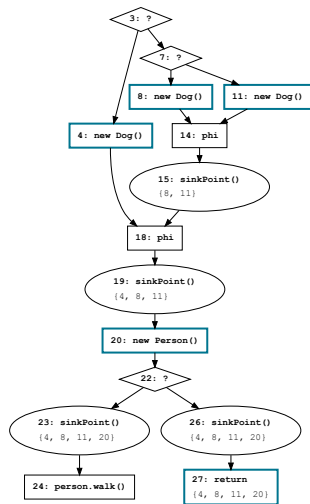 3: ?
7: ?
8: new Dog()
11: new Dog()
4: new Dog()
14: phi
15: sinkPoint()
{8, 11}
18: phi
19: sinkPoint()
{4, 8, 11}
20: new Person()
22: ?
23: sinkPoint()
{4, 8, 11, 20}
26: sinkPoint()
{4, 8, 11, 20}
24: person.walk()
27: return
{4, 8, 11, 20}